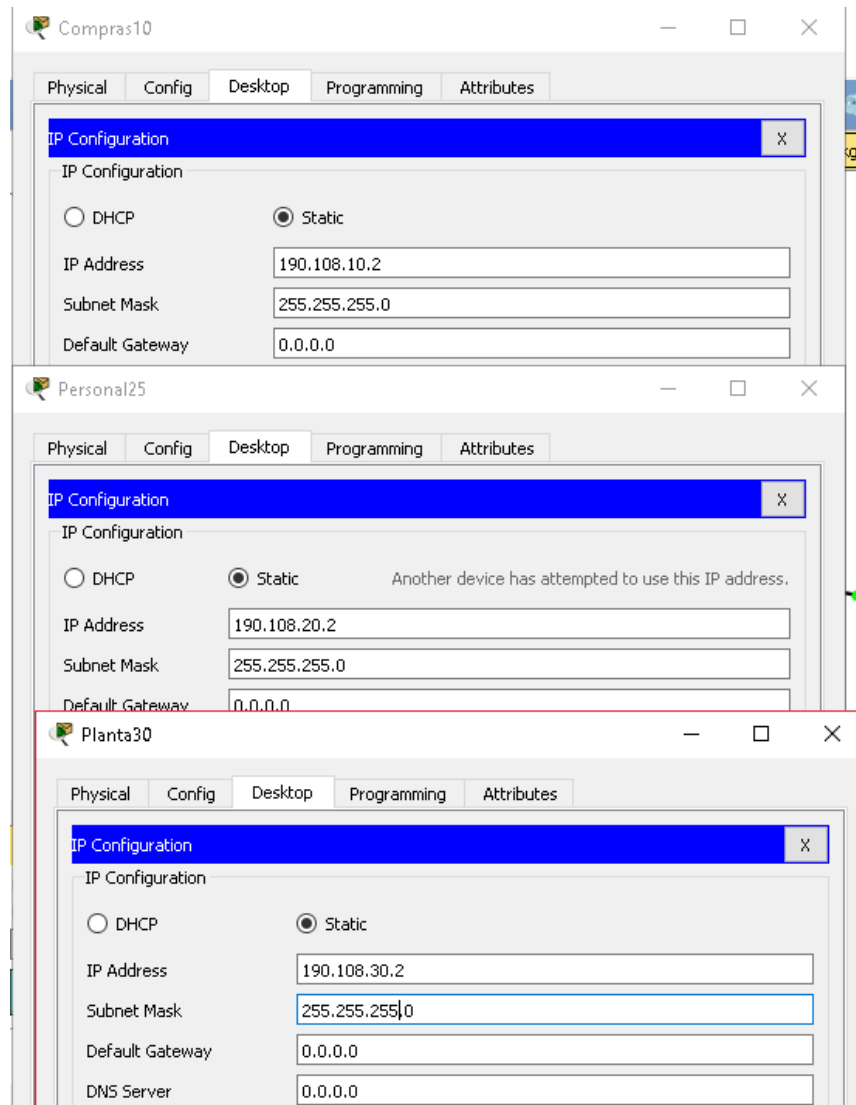 Compras10
Physical Config Desktop Programming Attributes
IP Configuration X
IP Configuration
DHCP Static
IP Address 190.108.10.2
Subnet Mask 255.255.255.0
Default Gateway 0.0.0.0
Personal25
Physical Config Desktop Programming Attributes
IP Configuration X
IP Configuration
DHCP Static Another device has attempted to use this IP address.
IP Address 190.108.20.2
Subnet Mask 255.255.255.0
Default Gateway 0.0.0.0
Planta30
Physical Config Desktop Programming Attributes
IP Configuration X
IP Configuration
DHCP Static
IP Address 190.108.30.2
Subnet Mask 255.255.255.0
Default Gateway 0.0.0.0
DNS Server 0.0.0.0